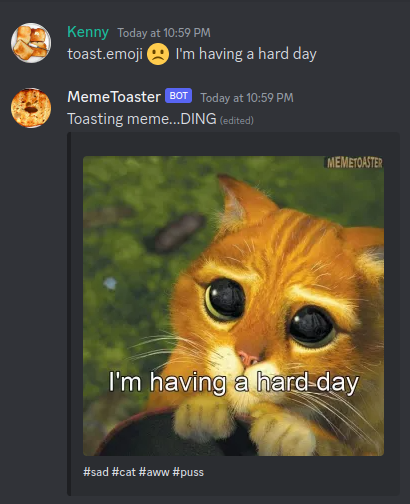 Kenny Today at 10:59 PM
toast.emoji 🙁 I'm having a hard day
MemeToaster BOT Today at 10:59 PM
Toasting meme...DING (edited)
MEMETOASTER
I'm having a hard day
#sad #cat #aww #puss